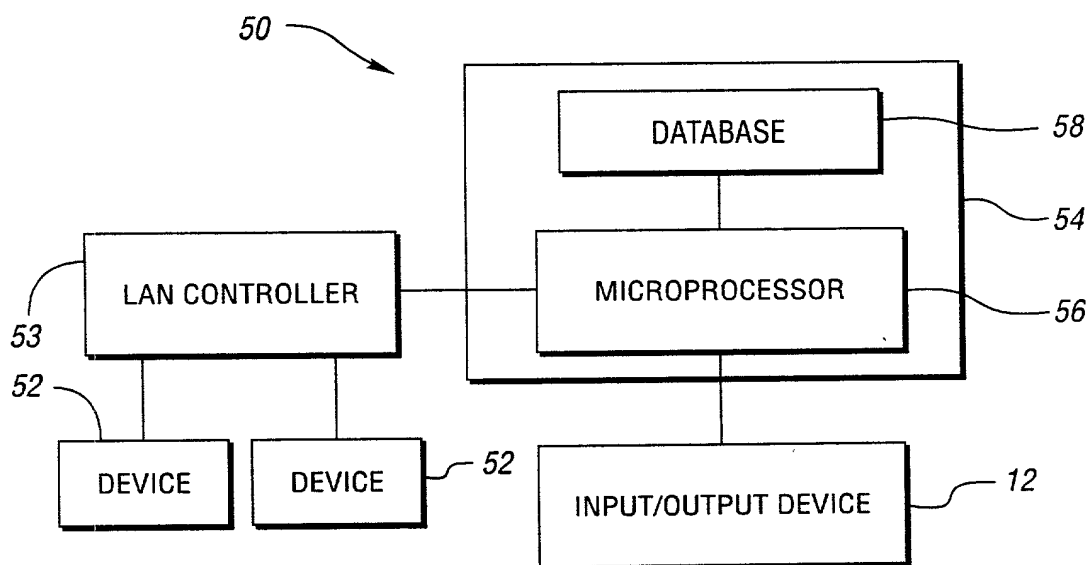 50
DATABASE
58
54
LAN CONTROLLER
MICROPROCESSOR
53
56
52
DEVICE
DEVICE
52
INPUT/OUTPUT DEVICE
12